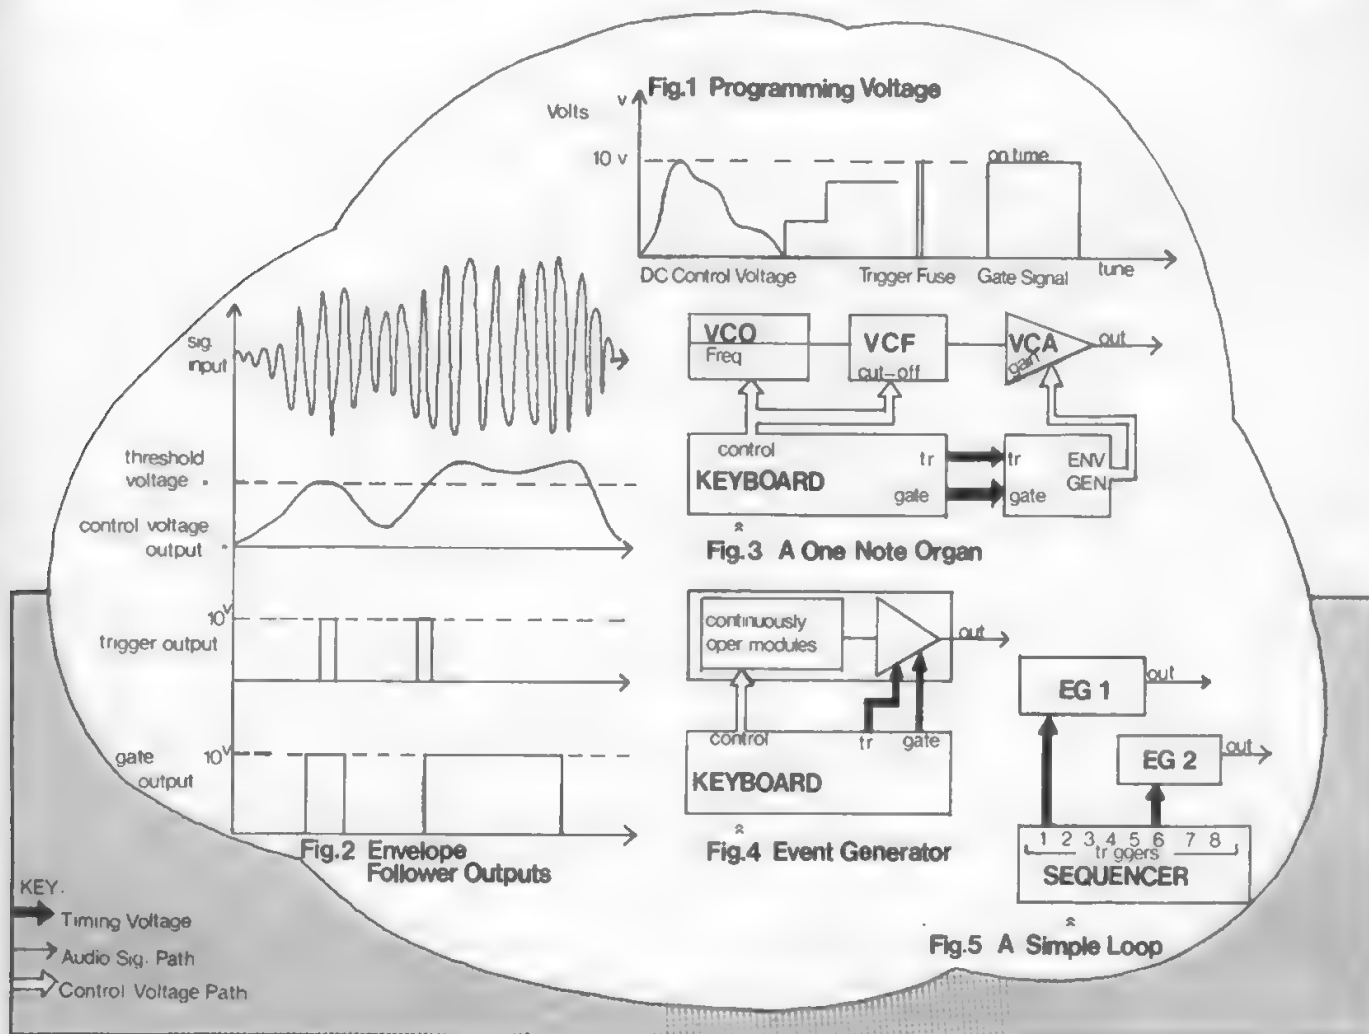 Fig.1 Programming Voltage
Volts
v
10 v
on time
DC Control Voltage
Trigger Fuse
Gate Signal
tune
sig.
input
threshold
voltage
control voltage
output
10V
trigger output
10V
gate
output
Fig.2 Envelope
Follower Outputs
VCO
Freq
VCF
cut-off
VCA
gain
out
control
KEYBOARD
tr
gate
tr
gate
ENV
GEN.
Fig.3 A One Note Organ
continuously
oper modules
out
control
tr
gate
KEYBOARD
Fig.4 Event Generator
EG 1
out
EG 2
out
1 2 3 4 5 6 7 8
triggers
SEQUENCER
Fig.5 A Simple Loop
KEY.
Timing Voltage
Audio Sig. Path
Control Voltage Path